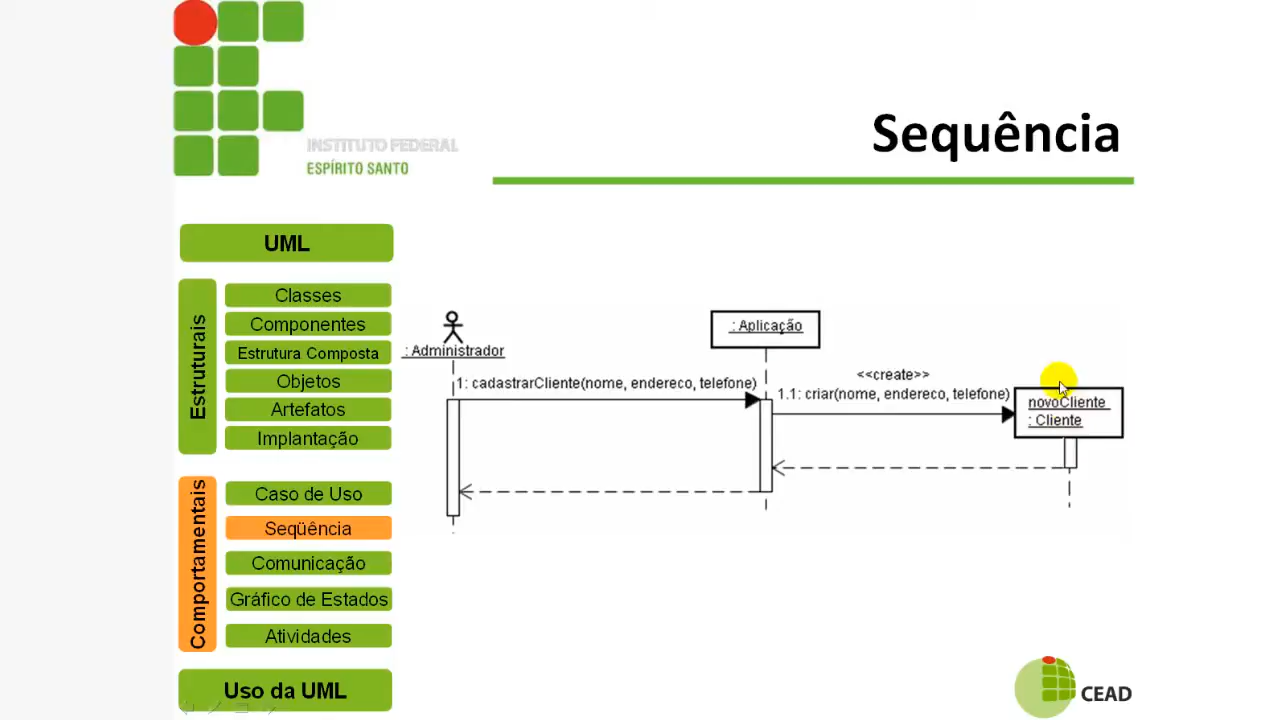 INSTITUTO FEDERAL
ESPÍRITO SANTO
Sequência
UML
Estruturais
Classes
Componentes
Estrutura Composta
Objetos
Artefatos
Implantação
Comportamentais
Caso de Uso
Seqüência
Comunicação
Gráfico de Estados
Atividades
Uso da UML
: Administrador
1: cadastrarCliente(nome, endereco, telefone)
: Aplicação
<<create>>
1.1: criar(nome, endereco, telefone)
novoCliente
: Cliente
CEAD